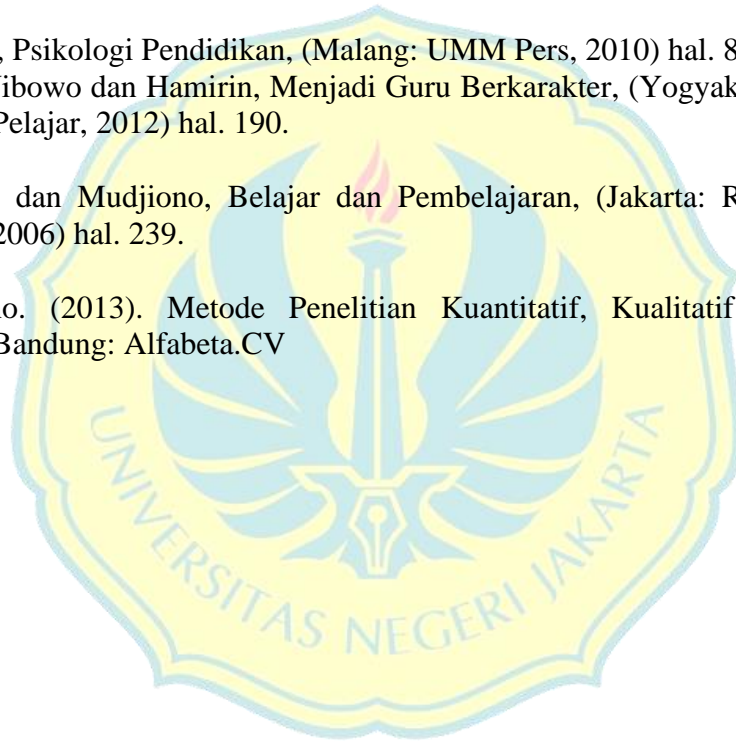 , Psikologi Pendidikan, (Malang: UMM Pers, 2010) hal. 8
ibowo dan Hamirin, Menjadi Guru Berkarakter, (Yogyak
Pelajar, 2012) hal. 190.
dan Mudjiono, Belajar dan Pembelajaran, (Jakarta: R
2006) hal. 239.
o. (2013). Metode Penelitian Kuantitatif, Kualitatif
Bandung: Alfabeta.CV
UNIVERSITAS NEGERI JAKARTA